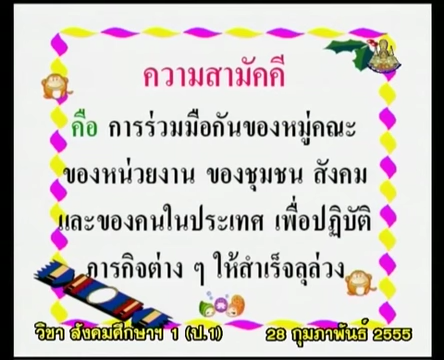 ความสามัคคี
คือ การร่วมมือกันของหมู่คณะ
ของหน่วยงาน ของชุมชน สังคม
และของคนในประเทศ เพื่อปฏิบัติ
ภารกิจต่าง ๆ ให้สำเร็จลุล่วง
วิชา สังคมศึกษาฯ 1 (ป.1) 28 กุมภาพันธ์ 2555